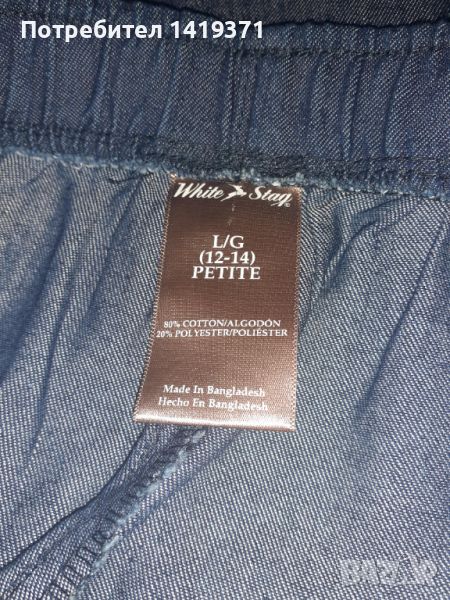 Потребител 1419371
White Stag
L/G
(12-14)
PETITE
80% COTTON/ALGODÓN
20% POLYESTER/POLIÉSTER
Made In Bangladesh
Hecho En Bangladesh
BAZAR